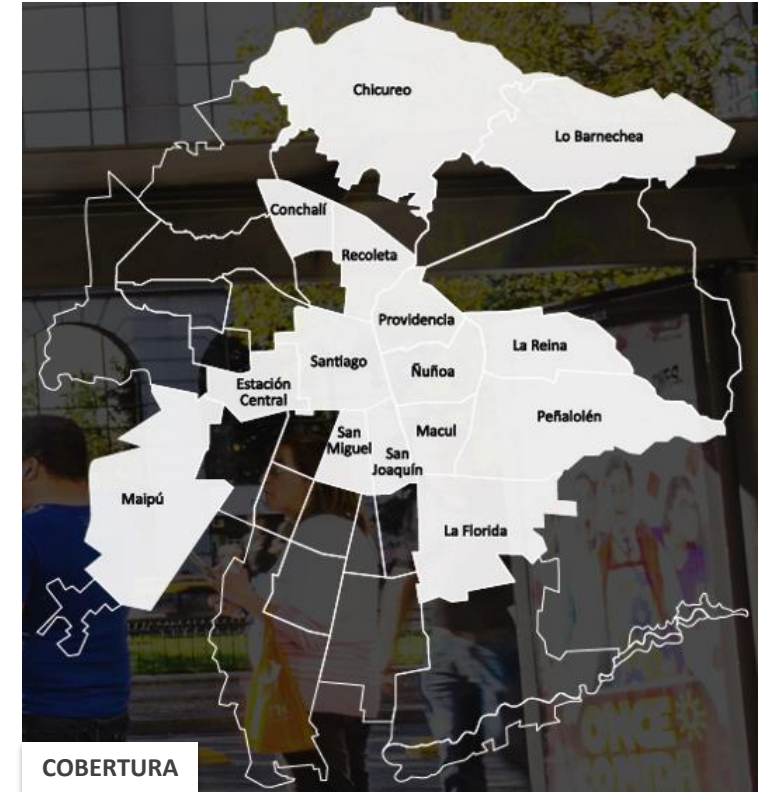 Chicureo
Lo Barnechea
Conchalí
Recoleta
Providencia
La Reina
Santiago
Ñuñoa
Estación
Central
Peñalolén
San
Miguel
Macul
San
Joaquín
Maipú
La Florida
ONCE
COBERTURA